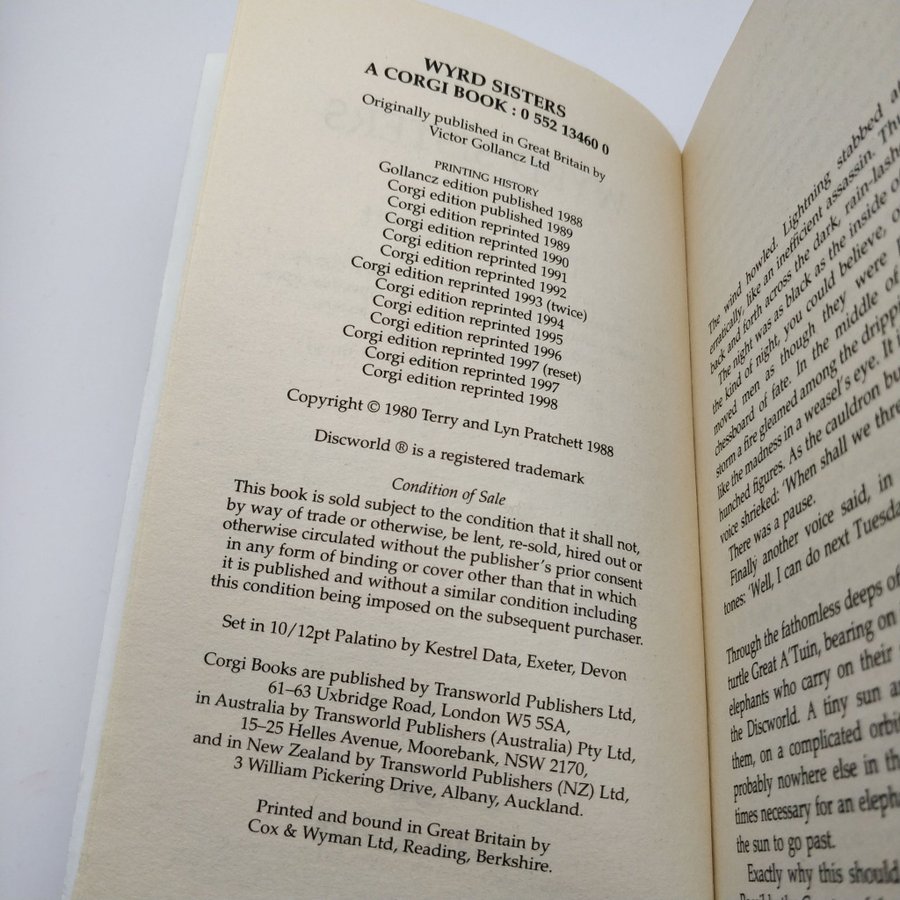 WYRD SISTERS
A CORGI BOOK : 0 552 13460 0
Originally published in Great Britain by
Victor Gollancz Ltd
PRINTING HISTORY
Gollancz edition published 1988
Corgi edition published 1989
Corgi edition reprinted 1989
Corgi edition reprinted 1990
Corgi edition reprinted 1991
Corgi edition reprinted 1992
Corgi edition reprinted 1993 (twice)
Corgi edition reprinted 1994
Corgi edition reprinted 1995
Corgi edition reprinted 1996
Corgi edition reprinted 1997 (reset)
Corgi edition reprinted 1997
Corgi edition reprinted 1998
Copyright © 1980 Terry and Lyn Pratchett 1988
Discworld ® is a registered trademark
Condition of Sale
This book is sold subject to the condition that it shall not,
by way of trade or otherwise, be lent, re-sold, hired out or
otherwise circulated without the publisher's prior consent
in any form of binding or cover other than that in which
it is published and without a similar condition including
this condition being imposed on the subsequent purchaser.
Set in 10/12pt Palatino by Kestrel Data, Exeter, Devon
Corgi Books are published by Transworld Publishers Ltd,
61–63 Uxbridge Road, London W5 5SA,
in Australia by Transworld Publishers (Australia) Pty Ltd,
15–25 Helles Avenue, Moorebank, NSW 2170,
and in New Zealand by Transworld Publishers (NZ) Ltd,
3 William Pickering Drive, Albany, Auckland.
Printed and bound in Great Britain by
Cox & Wyman Ltd, Reading, Berkshire.
The wind howled. Lightning stabbed
erratically, like an inefficient assassin.
back and forth across the dark,
The night was as black as the inside
the kind of night, you could believe,
moved men as though they were
chessboard of fate. In the middle of
storm a fire gleamed among the
like the madness in a weasel's eye. It
hunched figures. As the cauldron
voice shrieked: 'When shall we
There was a pause.
Finally another voice said, in
tones: 'Well, I can do next
Through the fathomless deeps of
turtle Great A'Tuin, bearing on
elephants who carry on their
the Discworld. A tiny sun
them, on a complicated
probably nowhere else in
times necessary for an
the sun to go past.
Exactly why this should